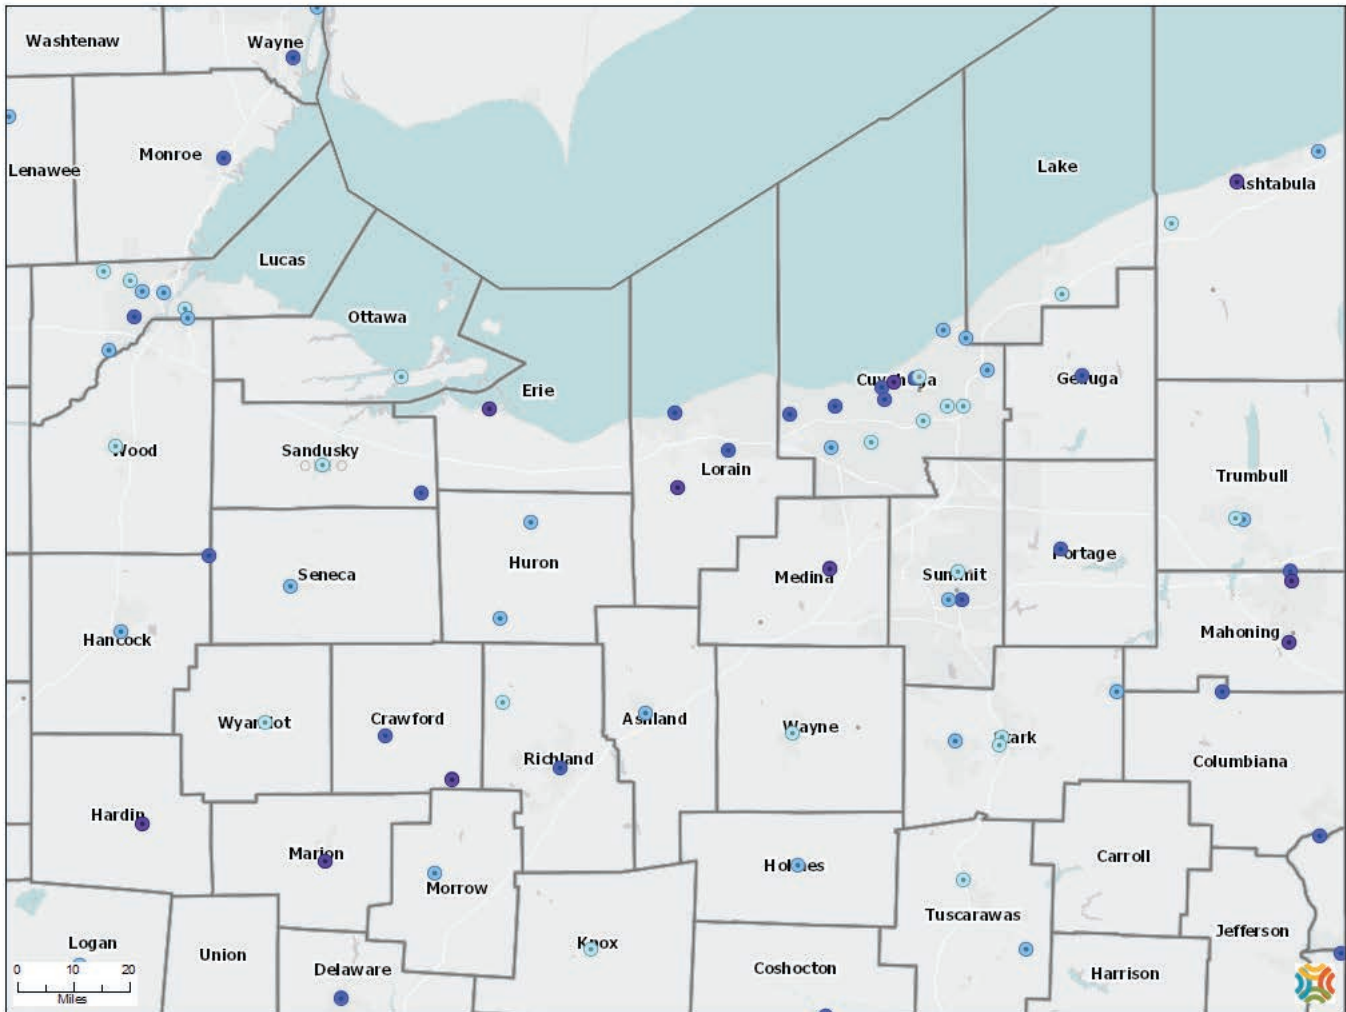 Washtenaw
Wayne
Monroe
Lenawee
Lake
Ashtabula
Lucas
Ottawa
Erie
Cuyahoga
Geauga
Wood
Sandusky
Lorain
Trumbull
Huron
Seneca
Medina
Summit
Portage
Hancock
Mahoning
Wyandot
Crawford
Ashland
Wayne
Stark
Richland
Columbiana
Hardin
Marion
Morrow
Holmes
Carroll
Tuscarawas
Jefferson
Logan
Union
Delaware
Knox
Coshocton
Harrison
0 10 20
Miles